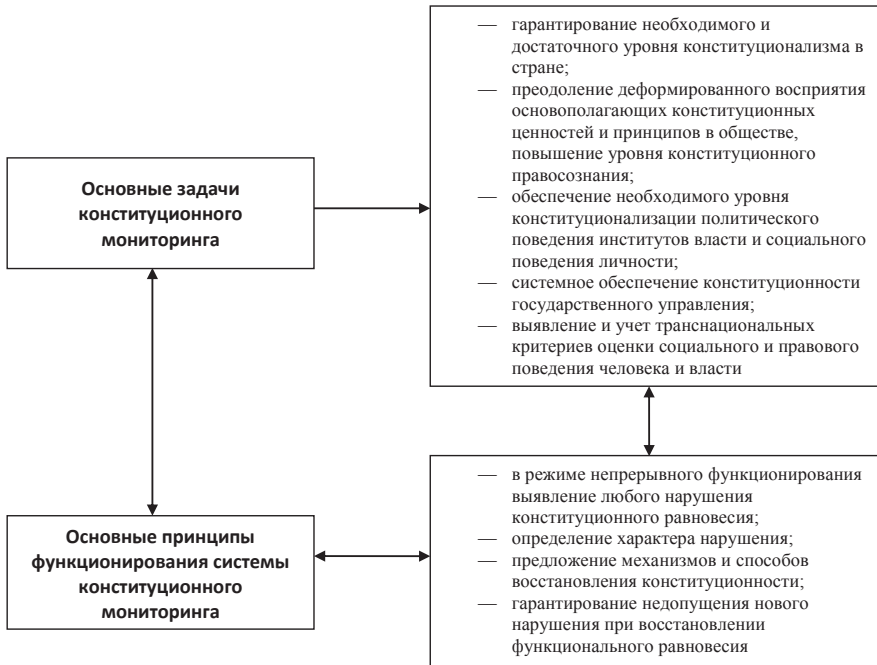 Основные задачи
конституционного
мониторинга
— гарантирование необходимого и
достаточного уровня конституционализма в
стране;
— преодоление деформированного восприятия
основополагающих конституционных
ценностей и принципов в обществе,
повышение уровня конституционного
правосознания;
— обеспечение необходимого уровня
конституционализации политического
поведения институтов власти и социального
поведения личности;
— системное обеспечение конституционности
государственного управления;
— выявление и учет транснациональных
критериев оценки социального и правового
поведения человека и власти
Основные принципы
функционирования системы
конституционного
мониторинга
— в режиме непрерывного функционирования
выявление любого нарушения
конституционного равновесия;
— определение характера нарушения;
— предложение механизмов и способов
восстановления конституционности;
— гарантирование недопущения нового
нарушения при восстановлении
функционального равновесия